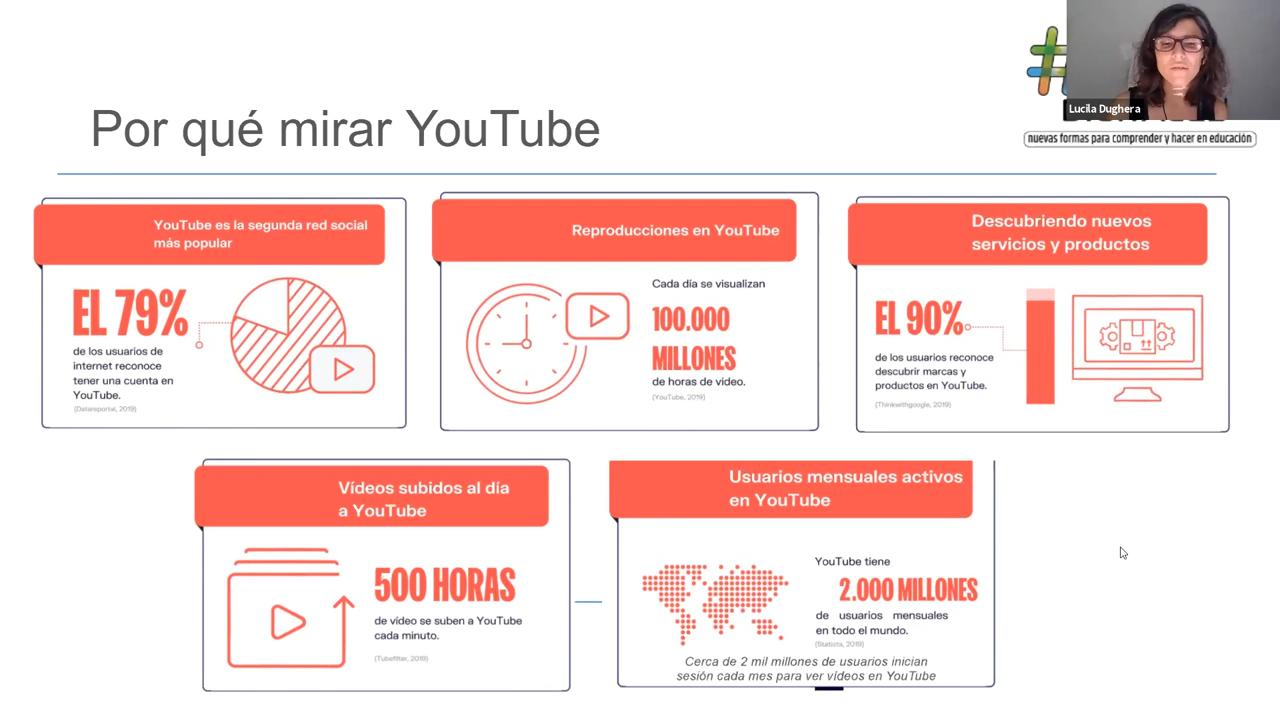 Lucila Dughera
nuevas formas para comprender y hacer en educación
Por qué mirar YouTube
YouTube es la segunda red social
más popular
EL 79%
de los usuarios de
internet reconoce
tener una cuenta en
YouTube.
(Datareportal, 2019)
Reproducciones en YouTube
Cada día se visualizan
100.000
MILLONES
de horas de video.
(YouTube, 2019)
Descubriendo nuevos
servicios y productos
EL 90%
de los usuarios reconoce
descubrir marcas y
productos en YouTube.
(Thinkwithgoogle, 2019)
Vídeos subidos al día
a YouTube
500 HORAS
de vídeo se suben a YouTube
cada minuto.
(Tubefilter, 2019)
Usuarios mensuales activos
en YouTube
YouTube tiene
2.000 MILLONES
de usuarios mensuales
en todo el mundo.
(Statista, 2019)
Cerca de 2 mil millones de usuarios inician
sesión cada mes para ver vídeos en YouTube